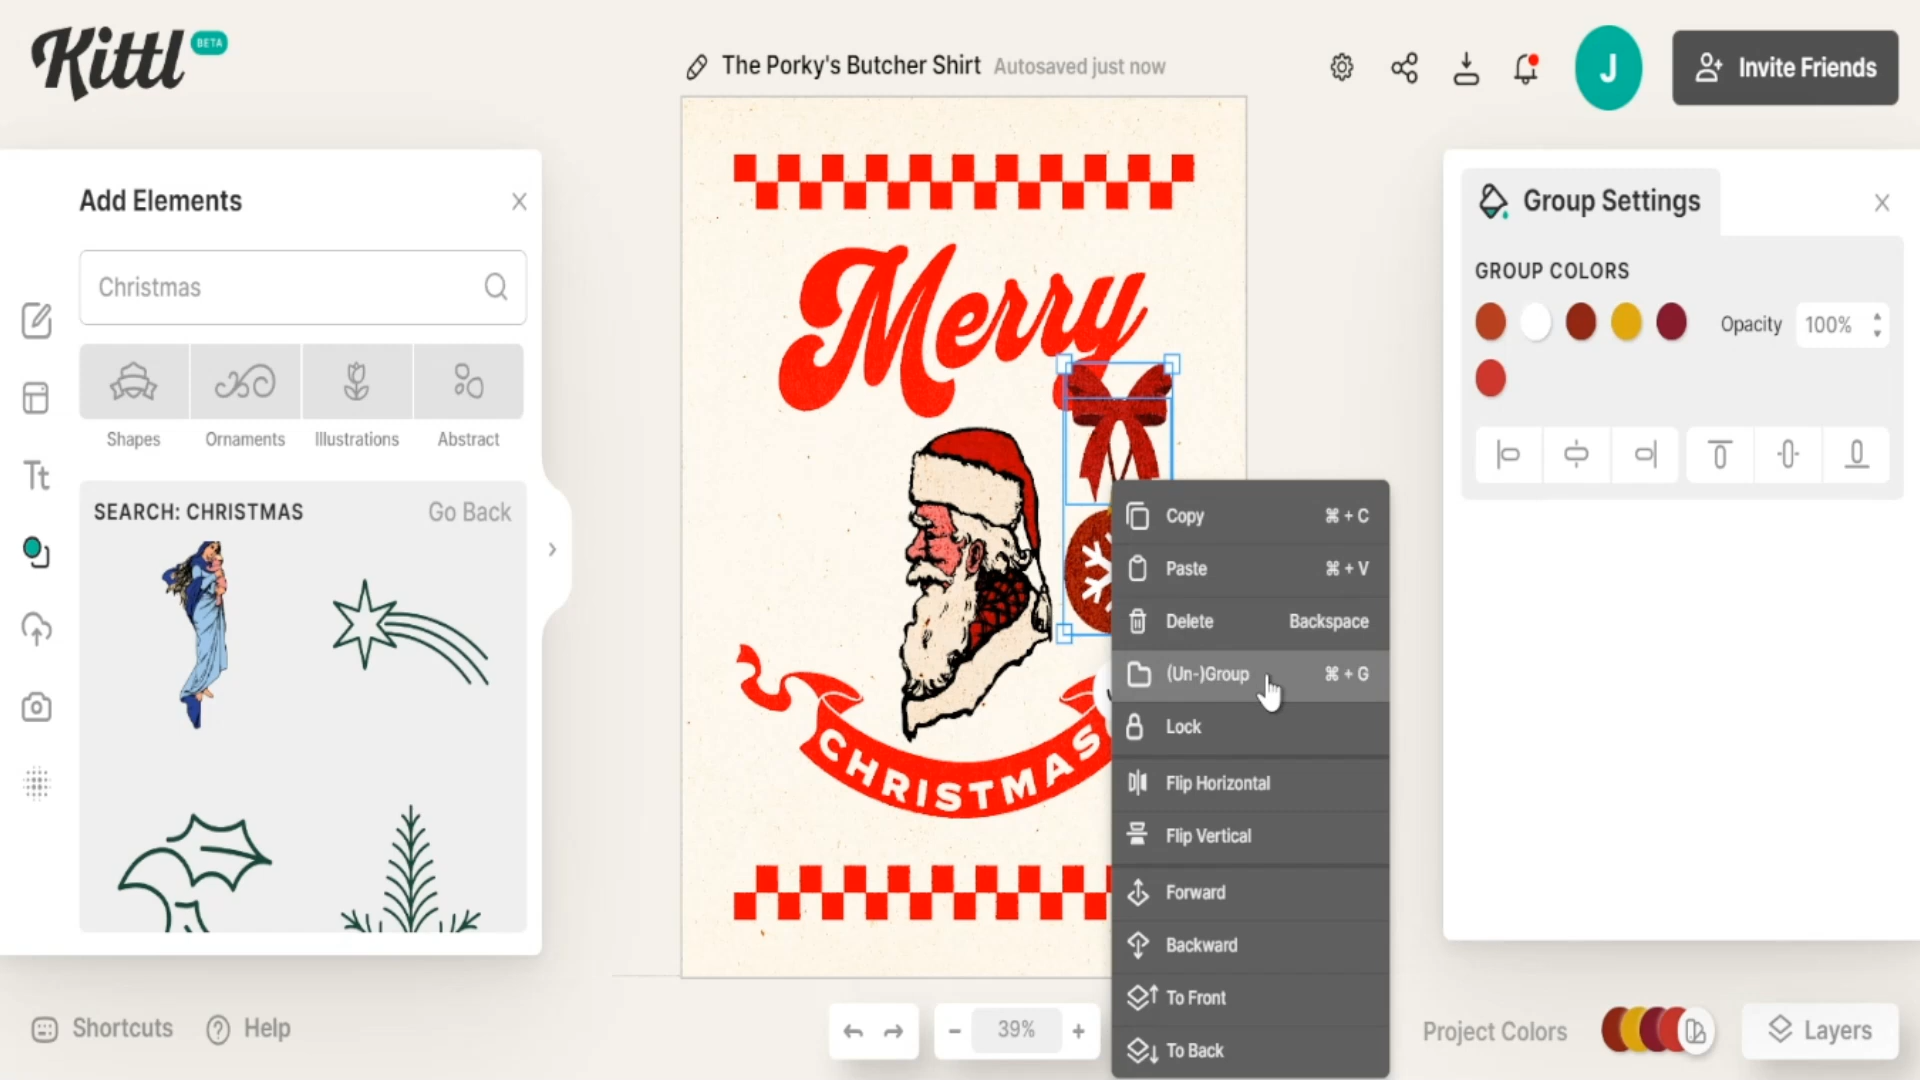 Kittl BETA
The Porky's Butcher Shirt Autosaved just now
J
Invite Friends
Add Elements
Christmas
Shapes Ornaments Illustrations Abstract
SEARCH: CHRISTMAS Go Back
Tt
Merry
CHRISTMAS
Copy ⌘ + C
Paste ⌘ + V
Delete Backspace
(Un-)Group ⌘ + G
Lock
Flip Horizontal
Flip Vertical
Forward
Backward
To Front
To Back
Group Settings
GROUP COLORS
Opacity 100%
Shortcuts Help
39%
Project Colors
Layers